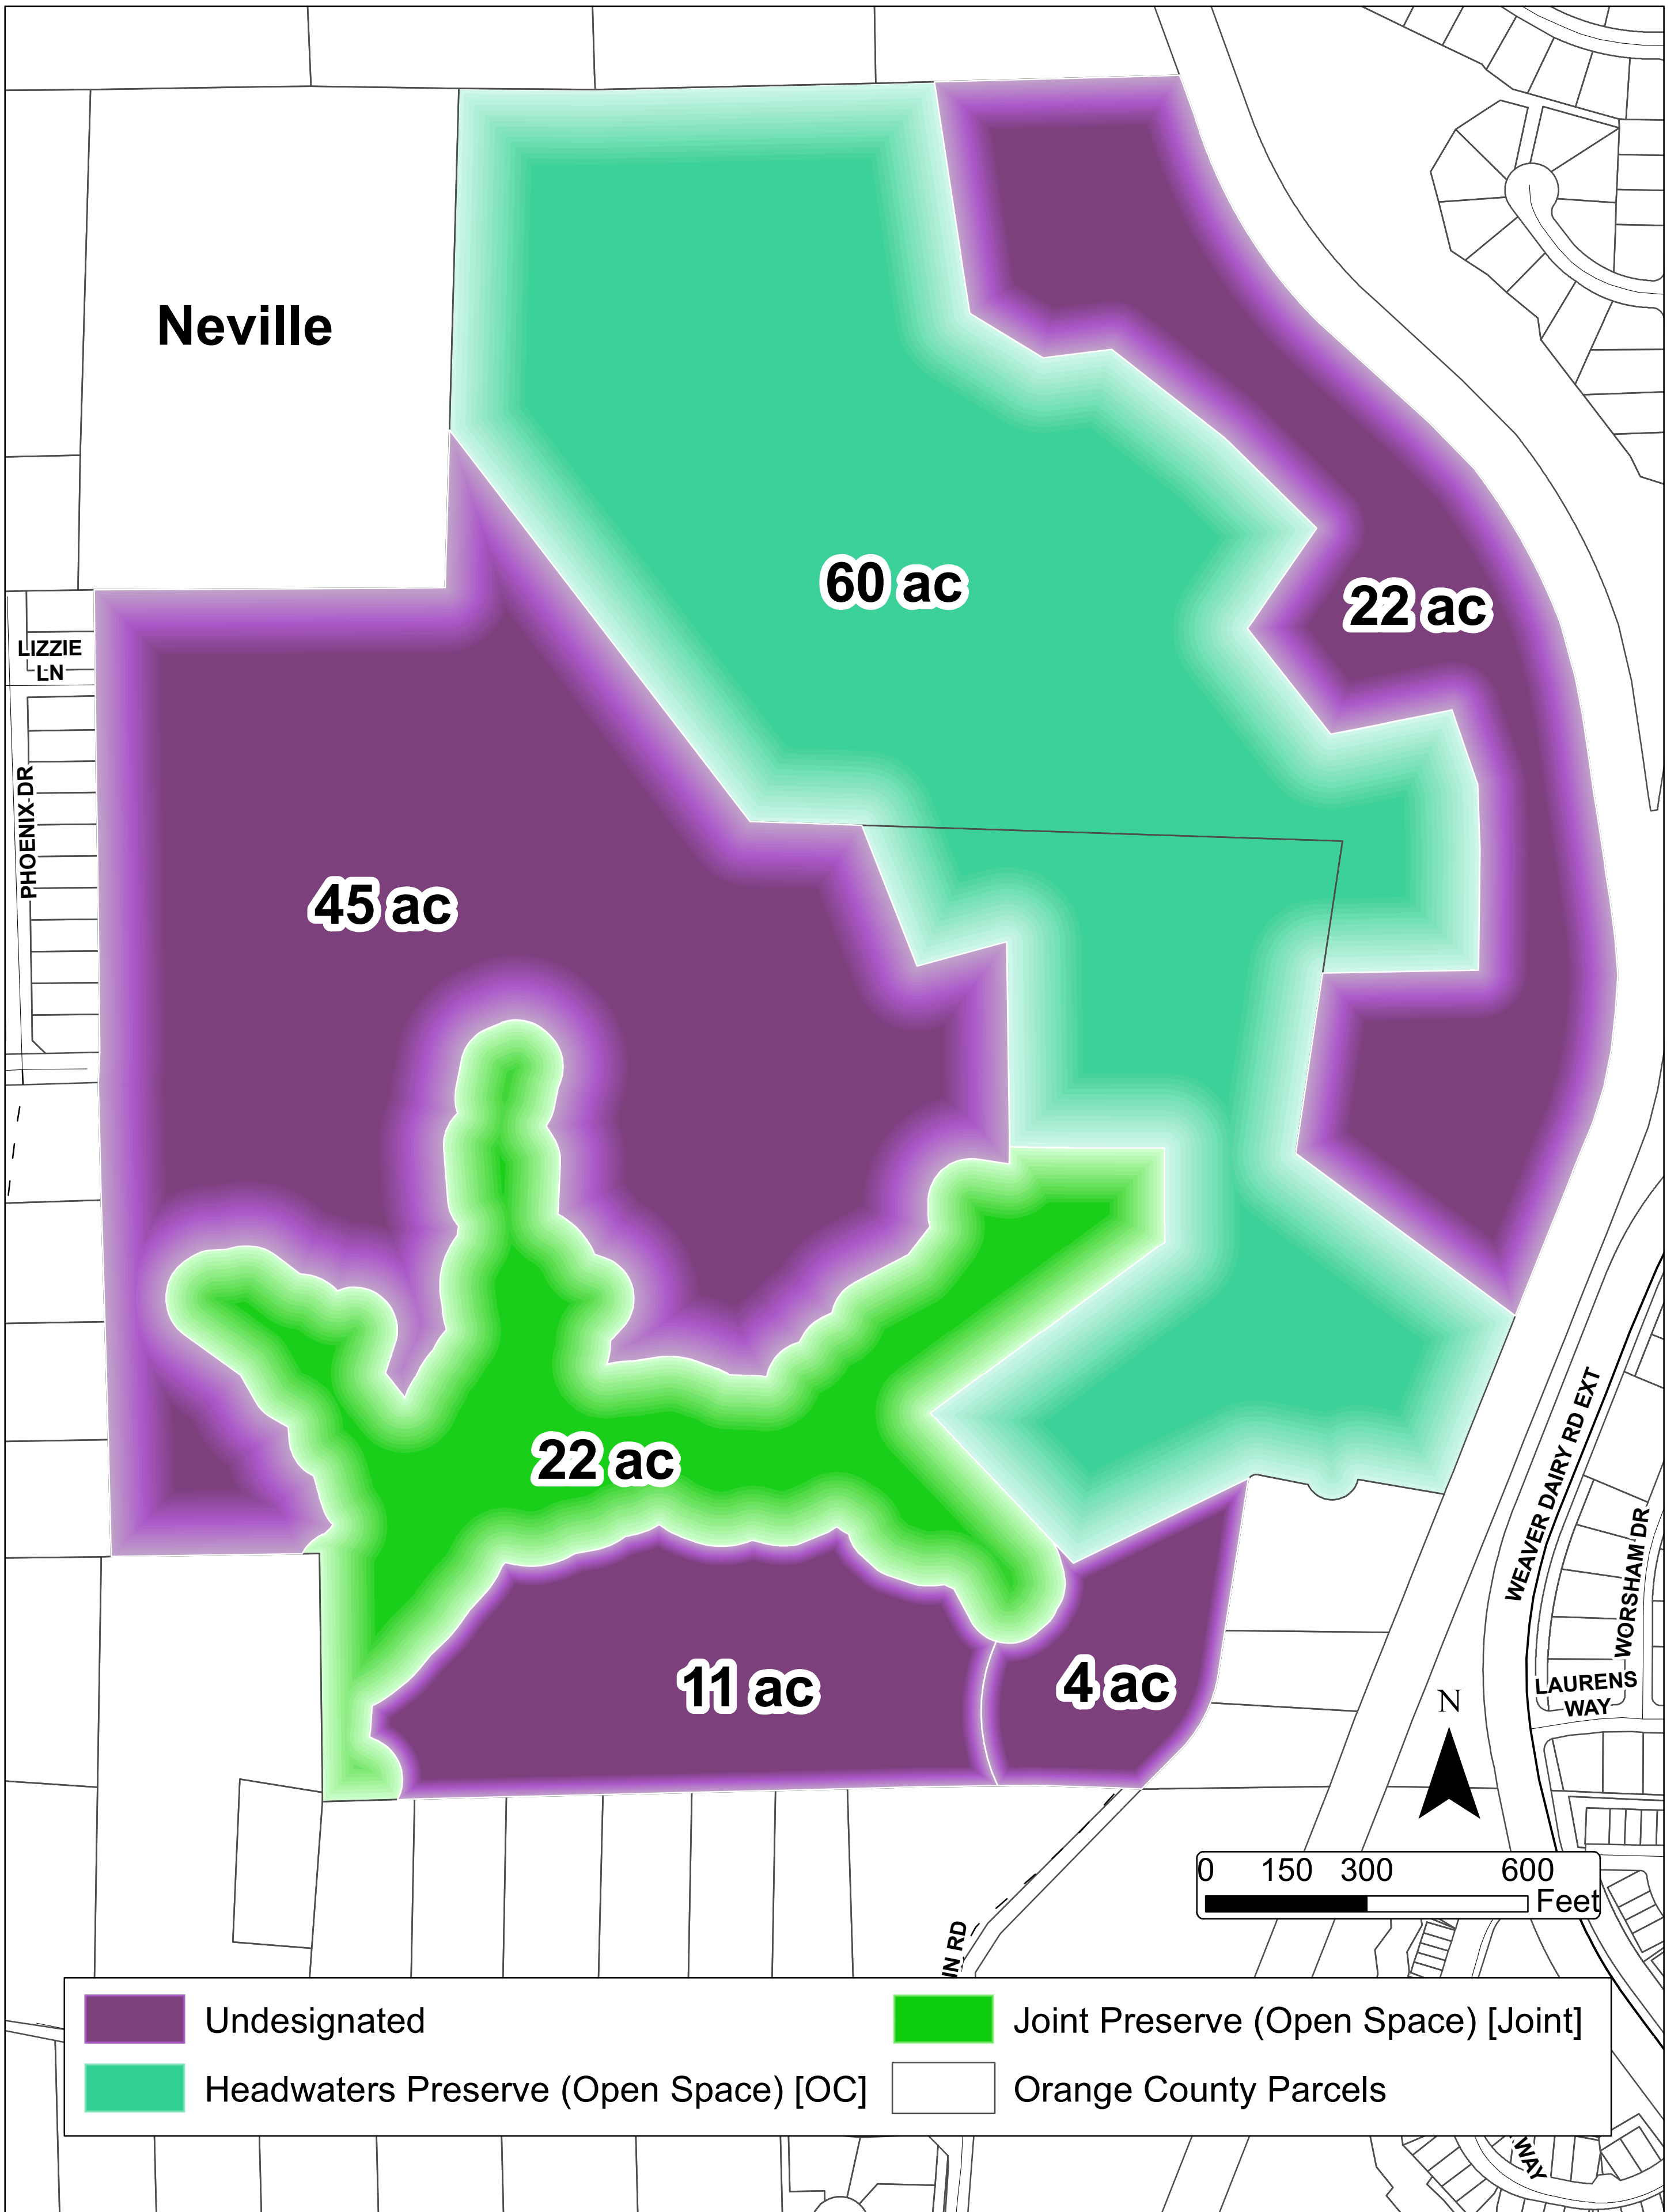 Neville
60 ac
22 ac
LIZZIE
LN
PHOENIX DR
45 ac
22 ac
WEAVER DAIRY RD EXT
WORSHAM DR
LAURENS
WAY
11 ac
4 ac
N
0 150 300 600
Feet
RD
Undesignated
Joint Preserve (Open Space) [Joint]
Headwaters Preserve (Open Space) [OC]
Orange County Parcels
WAY